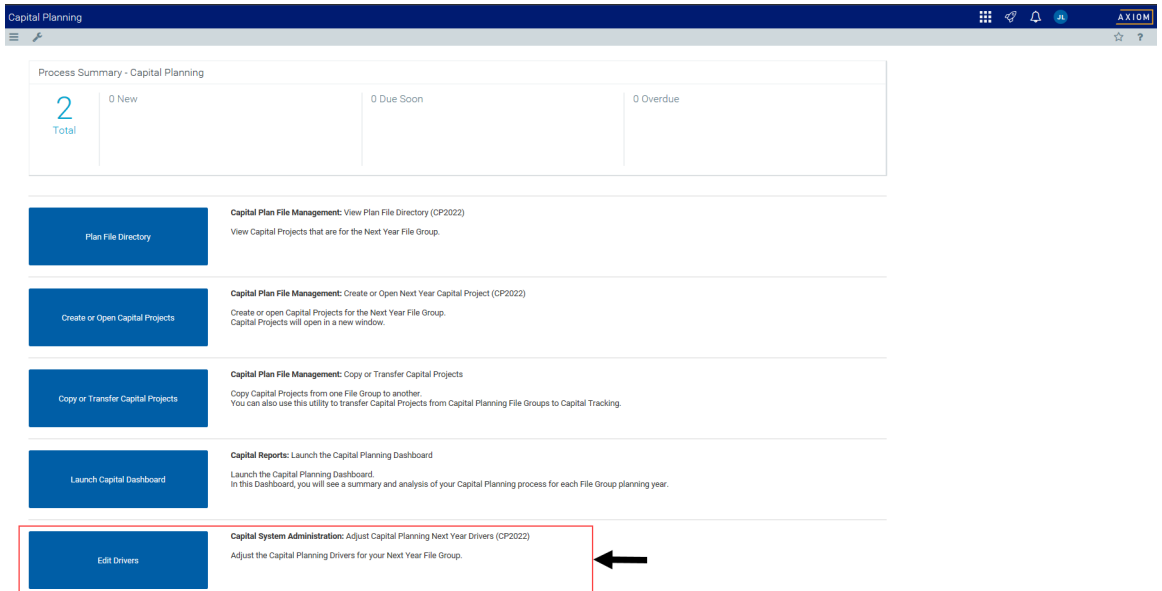 Capital Planning
JL
AXIOM
?
Process Summary - Capital Planning
2
Total
0 New
0 Due Soon
0 Overdue
Plan File Directory
Capital Plan File Management: View Plan File Directory (CP2022)
View Capital Projects that are for the Next Year File Group.
Create or Open Capital Projects
Capital Plan File Management: Create or Open Next Year Capital Project (CP2022)
Create or open Capital Projects for the Next Year File Group.
Capital Projects will open in a new window.
Copy or Transfer Capital Projects
Capital Plan File Management: Copy or Transfer Capital Projects
Copy Capital Projects from one File Group to another.
You can also use this utility to transfer Capital Projects from Capital Planning File Groups to Capital Tracking.
Launch Capital Dashboard
Capital Reports: Launch the Capital Planning Dashboard
Launch the Capital Planning Dashboard.
In this Dashboard, you will see a summary and analysis of your Capital Planning process for each File Group planning year.
Edit Drivers
Capital System Administration: Adjust Capital Planning Next Year Drivers (CP2022)
Adjust the Capital Planning Drivers for your Next Year File Group.